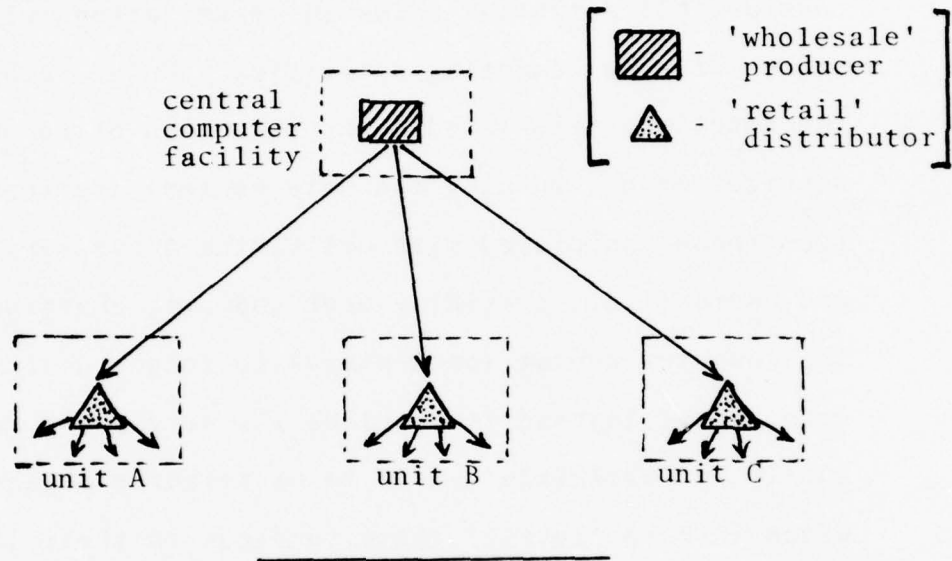 - 'wholesale'
producer
- 'retail'
distributor
central
computer
facility
unit A
unit B
unit C